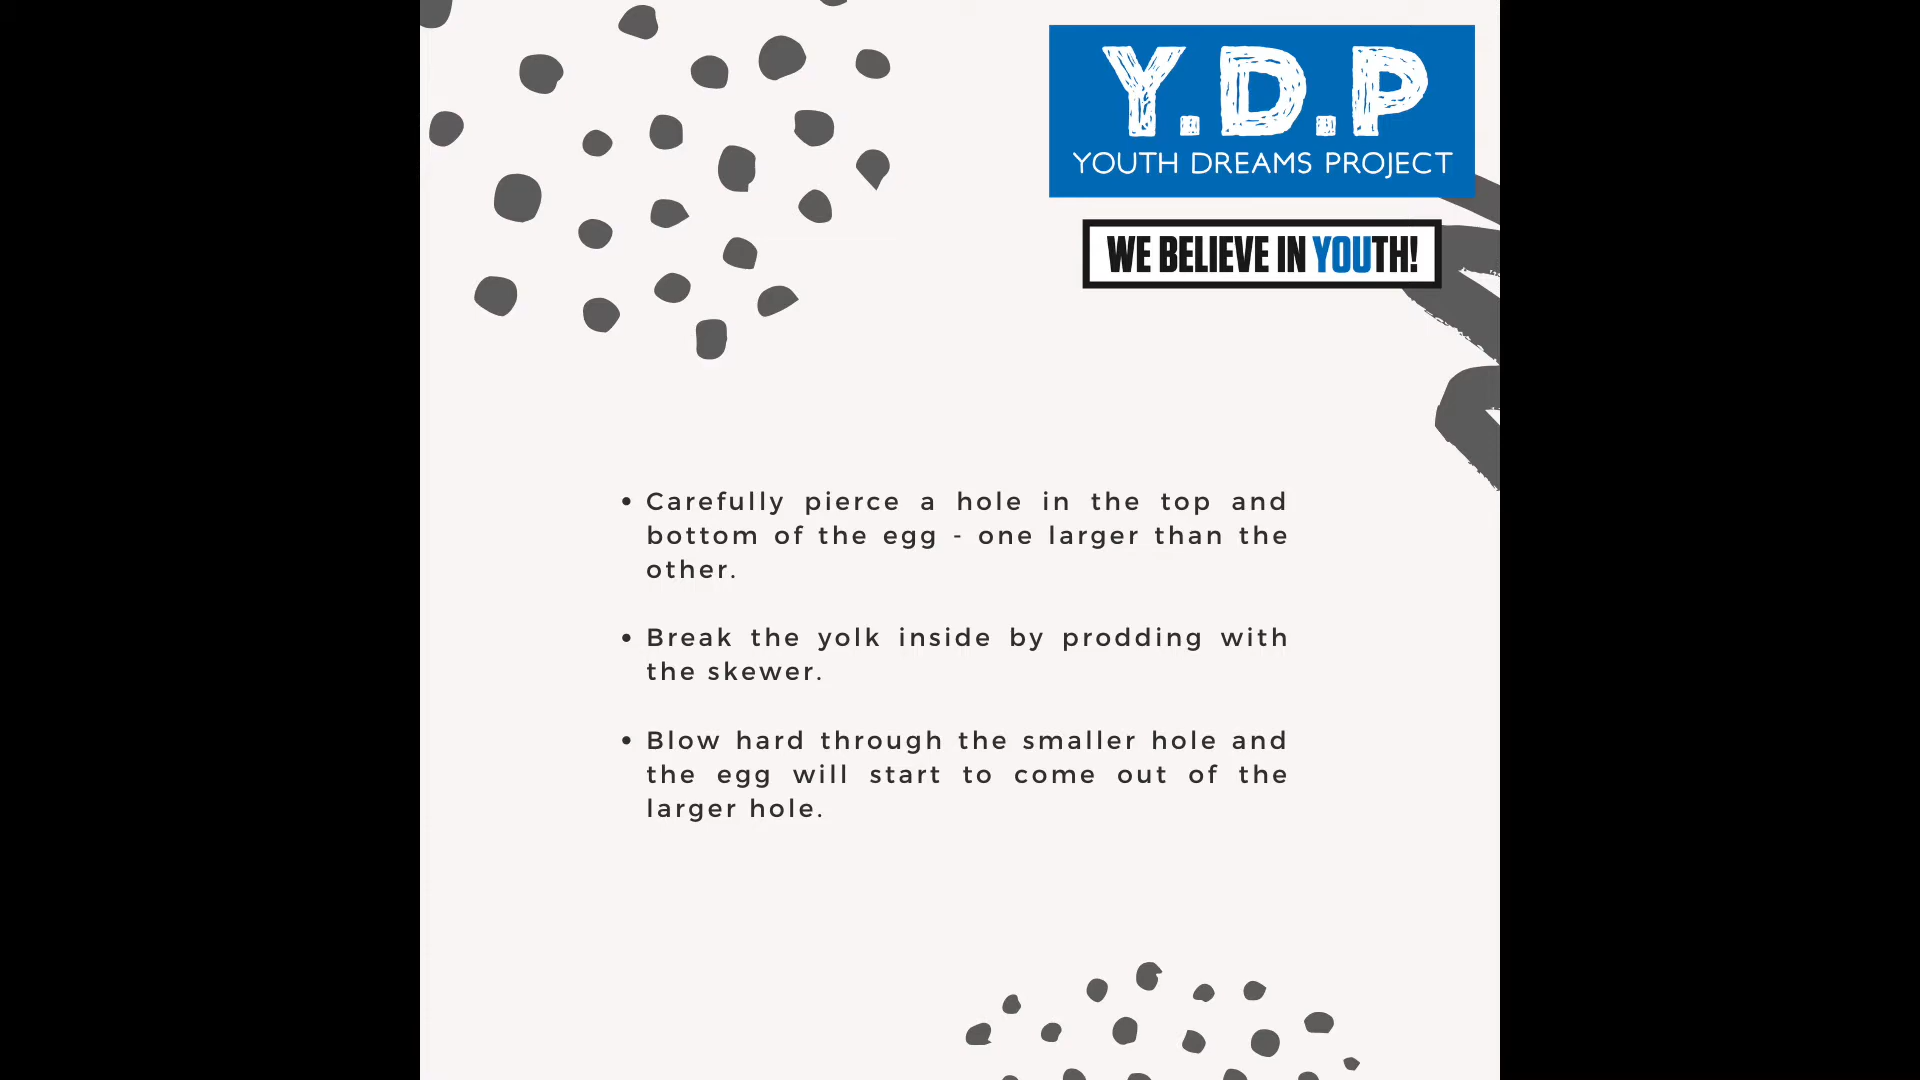 Y.D.P
YOUTH DREAMS PROJECT
WE BELIEVE IN YOUTH!
• Carefully pierce a hole in the top and
bottom of the egg - one larger than the
other.
• Break the yolk inside by prodding with
the skewer.
• Blow hard through the smaller hole and
the egg will start to come out of the
larger hole.